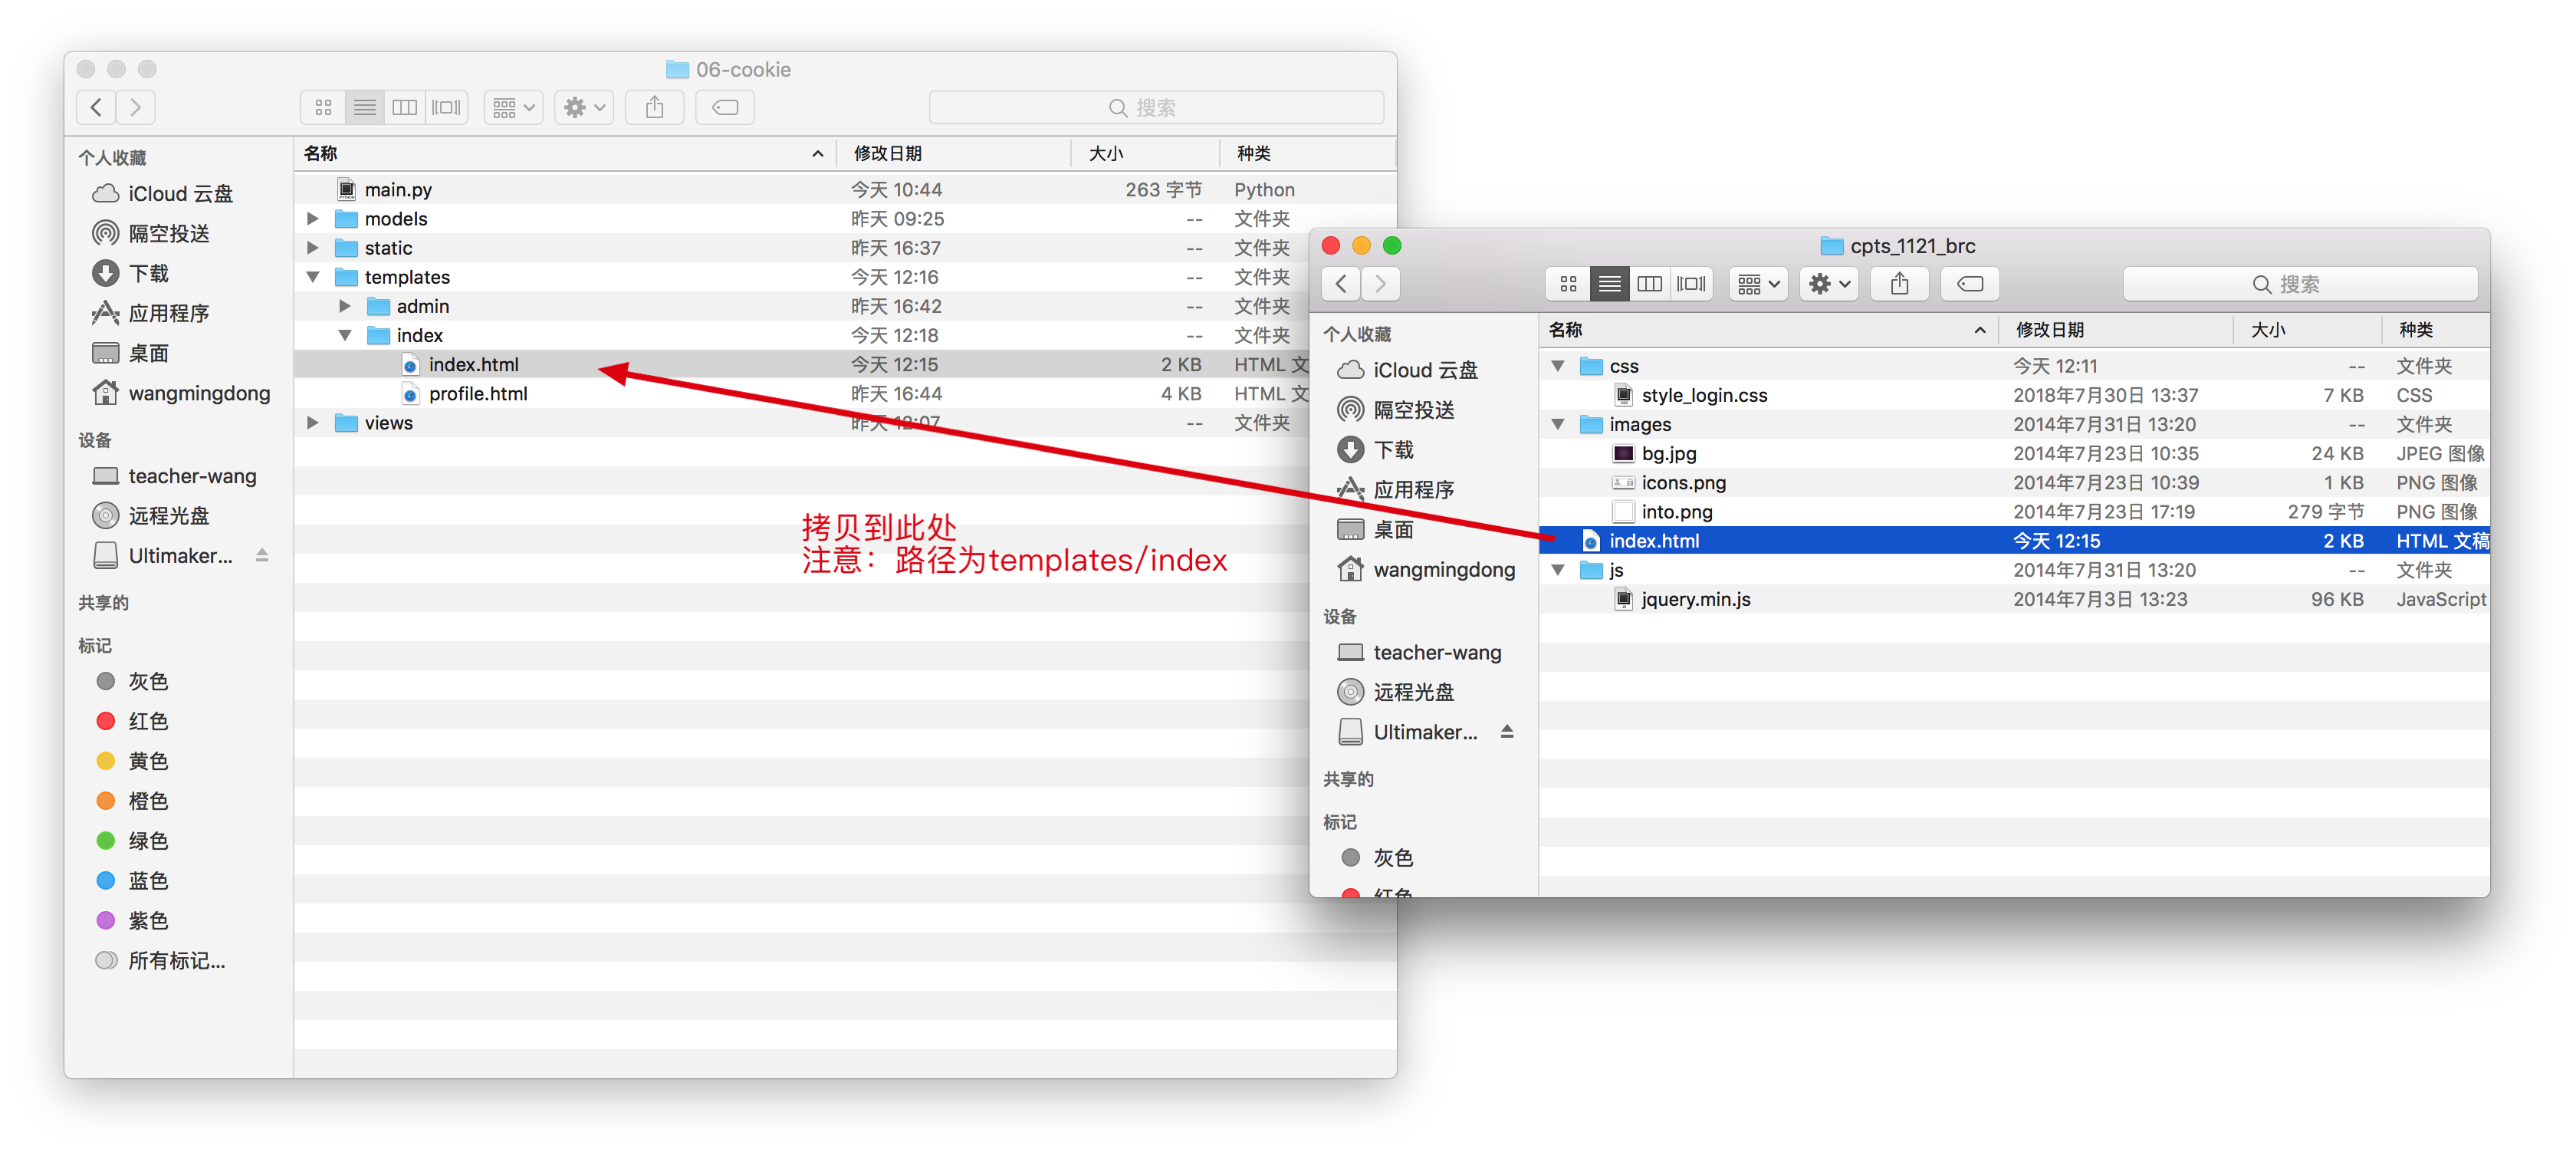 06-cookie
搜索
个人收藏
iCloud 云盘
隔空投送
下载
应用程序
桌面
wangmingdong
设备
teacher-wang
远程光盘
Ultimaker...
共享的
标记
灰色
红色
黄色
橙色
绿色
蓝色
紫色
所有标记...
名称 修改日期 大小 种类
main.py 今天 10:44 263 字节 Python
models 昨天 09:25 -- 文件夹
static 昨天 16:37 -- 文件夹
templates 今天 12:16 -- 文件夹
admin 昨天 16:42 -- 文件夹
index 今天 12:18 -- 文件夹
index.html 今天 12:15 2 KB HTML 文
profile.html 昨天 16:44 4 KB HTML 文
views 昨天 12:07 -- 文件夹
拷贝到此处
注意：路径为templates/index
cpts_1121_brc
搜索
个人收藏
iCloud 云盘
隔空投送
下载
应用程序
桌面
wangmingdong
设备
teacher-wang
远程光盘
Ultimaker...
共享的
标记
灰色
红色
名称 修改日期 大小 种类
css 今天 12:11 -- 文件夹
style_login.css 2018年7月30日 13:37 7 KB CSS
images 2014年7月31日 13:20 -- 文件夹
bg.jpg 2014年7月23日 10:35 24 KB JPEG 图像
icons.png 2014年7月23日 10:39 1 KB PNG 图像
into.png 2014年7月23日 17:19 279 字节 PNG 图像
index.html 今天 12:15 2 KB HTML 文稿
js 2014年7月31日 13:20 -- 文件夹
jquery.min.js 2014年7月3日 13:23 96 KB JavaScript